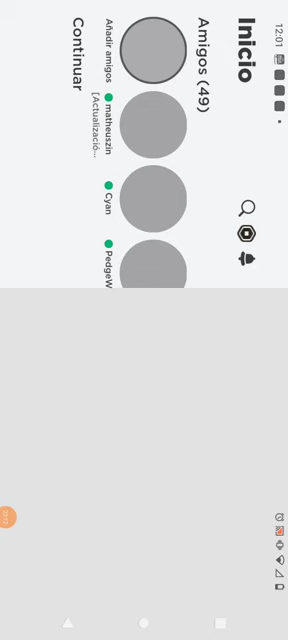 12:01
Inicio
Amigos (49)
Añadir amigos
matheuszin
[Actualizació...
Cyan
PedgeW
Continuar